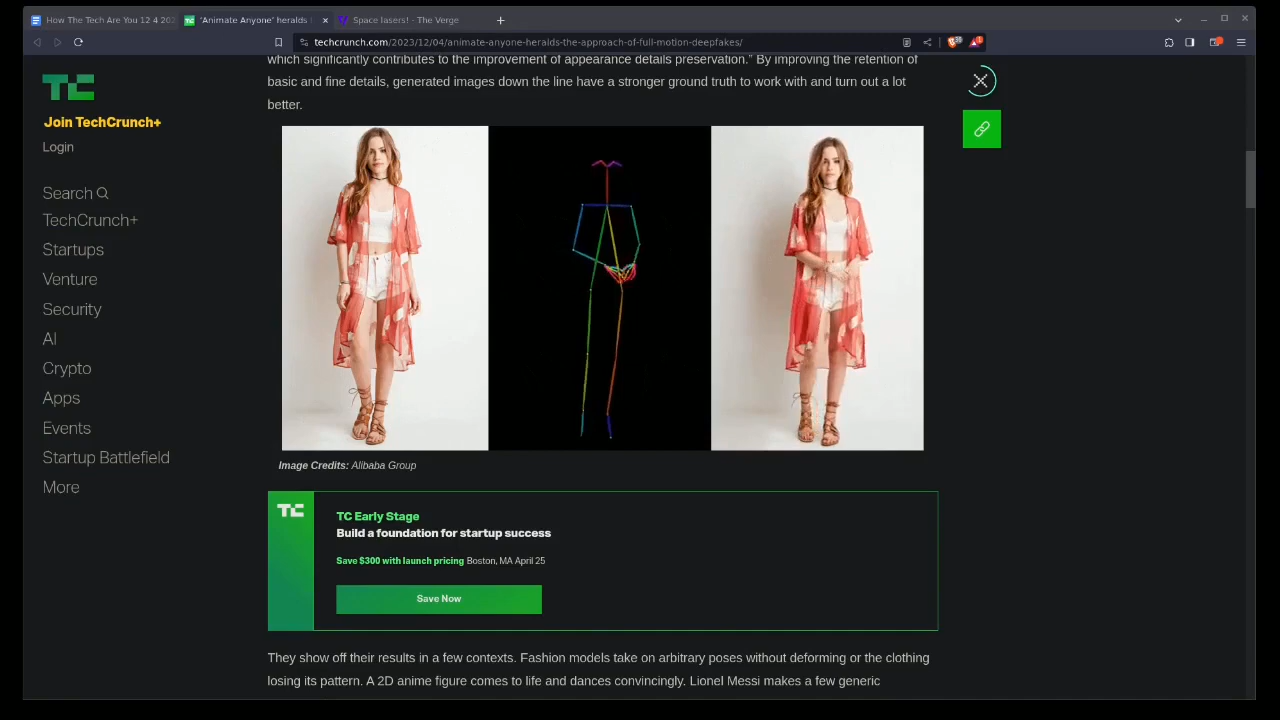 How The Tech Are You 12 4 202
"Animate Anyone" heralds t
Space lasers! - The Verge
techcrunch.com/2023/12/04/animate-anyone-heralds-the-approach-of-full-motion-deepfakes/
TC
Join TechCrunch+
Login
Search
TechCrunch+
Startups
Venture
Security
AI
Crypto
Apps
Events
Startup Battlefield
More
which significantly contributes to the improvement of appearance details preservation.” By improving the retention of
basic and fine details, generated images down the line have a stronger ground truth to work with and turn out a lot
better.
Image Credits: Alibaba Group
TC
TC Early Stage
Build a foundation for startup success
Save $300 with launch pricing Boston, MA April 25
Save Now
They show off their results in a few contexts. Fashion models take on arbitrary poses without deforming or the clothing
losing its pattern. A 2D anime figure comes to life and dances convincingly. Lionel Messi makes a few generic